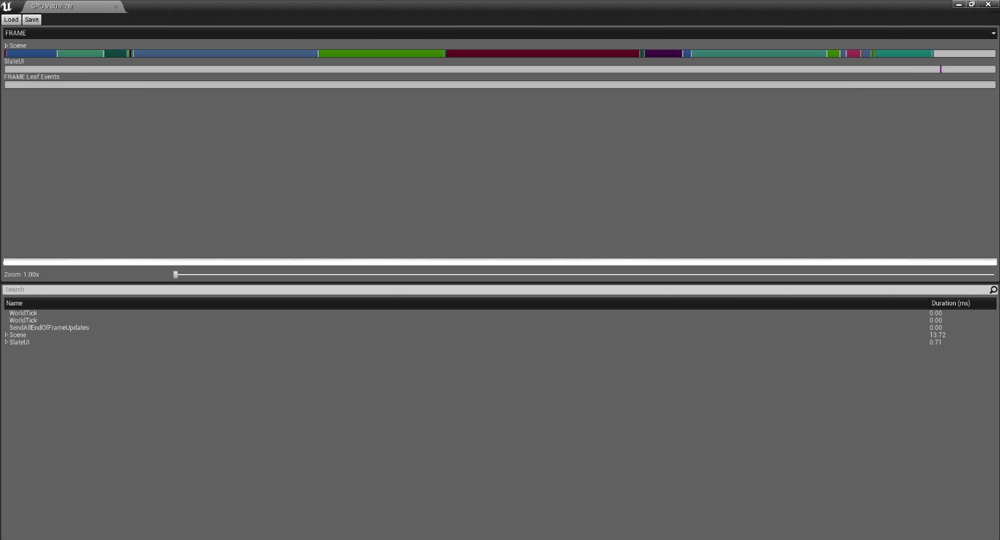 GPU Visualizer
Load Save
FRAME
Scene
SlateUI
FRAME Leaf Events
Zoom: 1.00x
Search
Name Duration (ms)
WorldTick 0.00
WorldTick 0.00
SendAllEndOfFrameUpdates 0.00
Scene 13.72
SlateUI 0.71